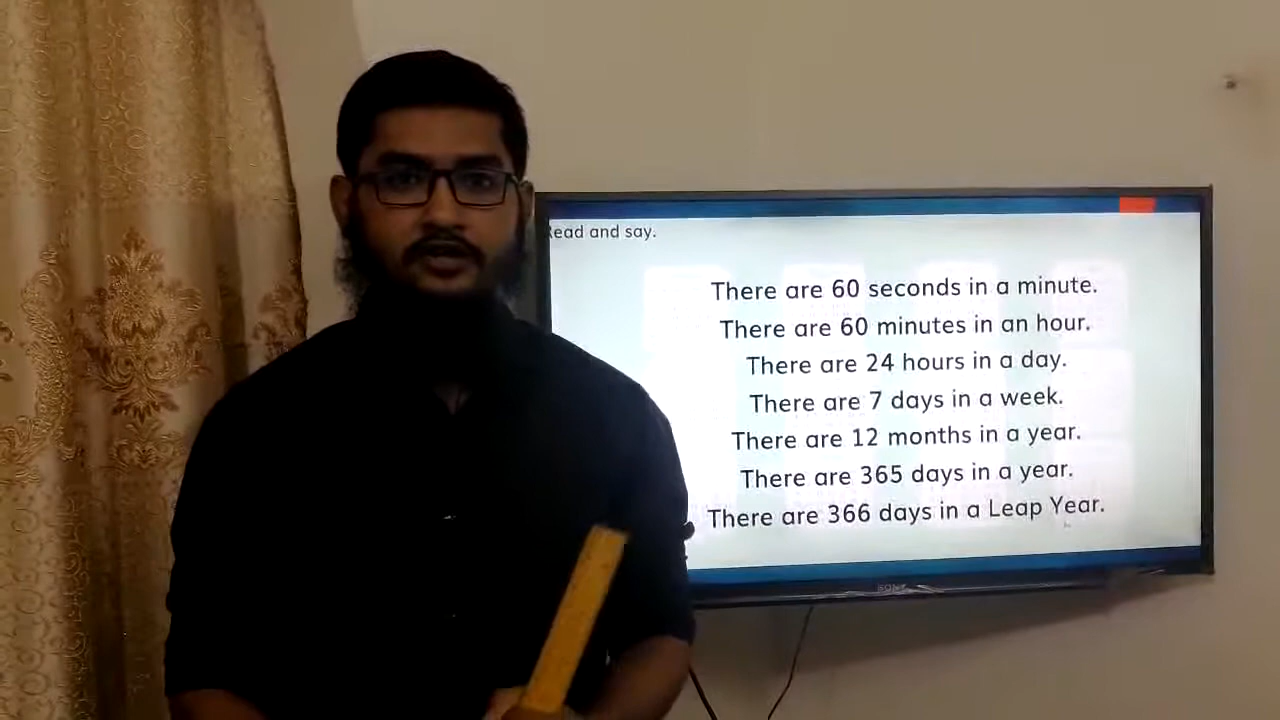 Read and say.
There are 60 seconds in a minute.
There are 60 minutes in an hour.
There are 24 hours in a day.
There are 7 days in a week.
There are 12 months in a year.
There are 365 days in a year.
There are 366 days in a Leap Year.
SONY